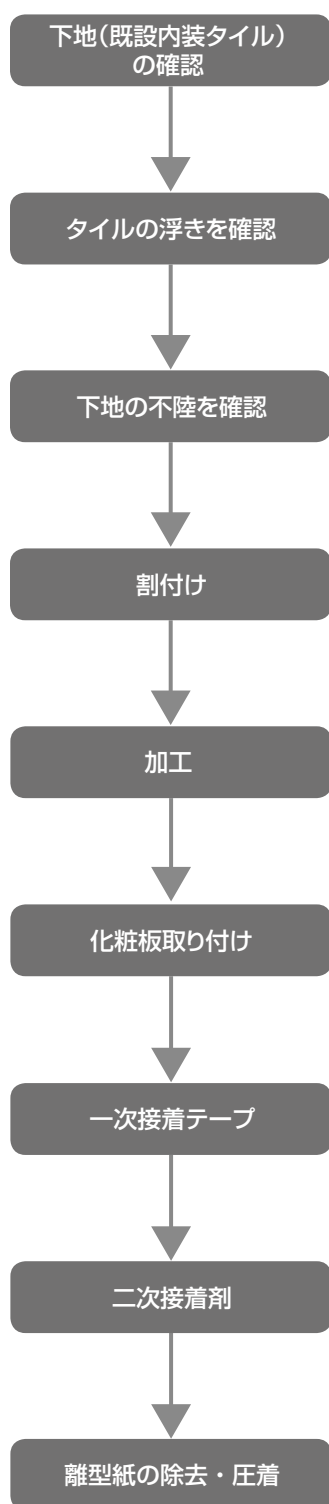 下地（既設内装タイル）
の確認
タイルの浮きを確認
下地の不陸を確認
割付け
加工
化粧板取り付け
一次接着テープ
二次接着剤
離型紙の除去・圧着